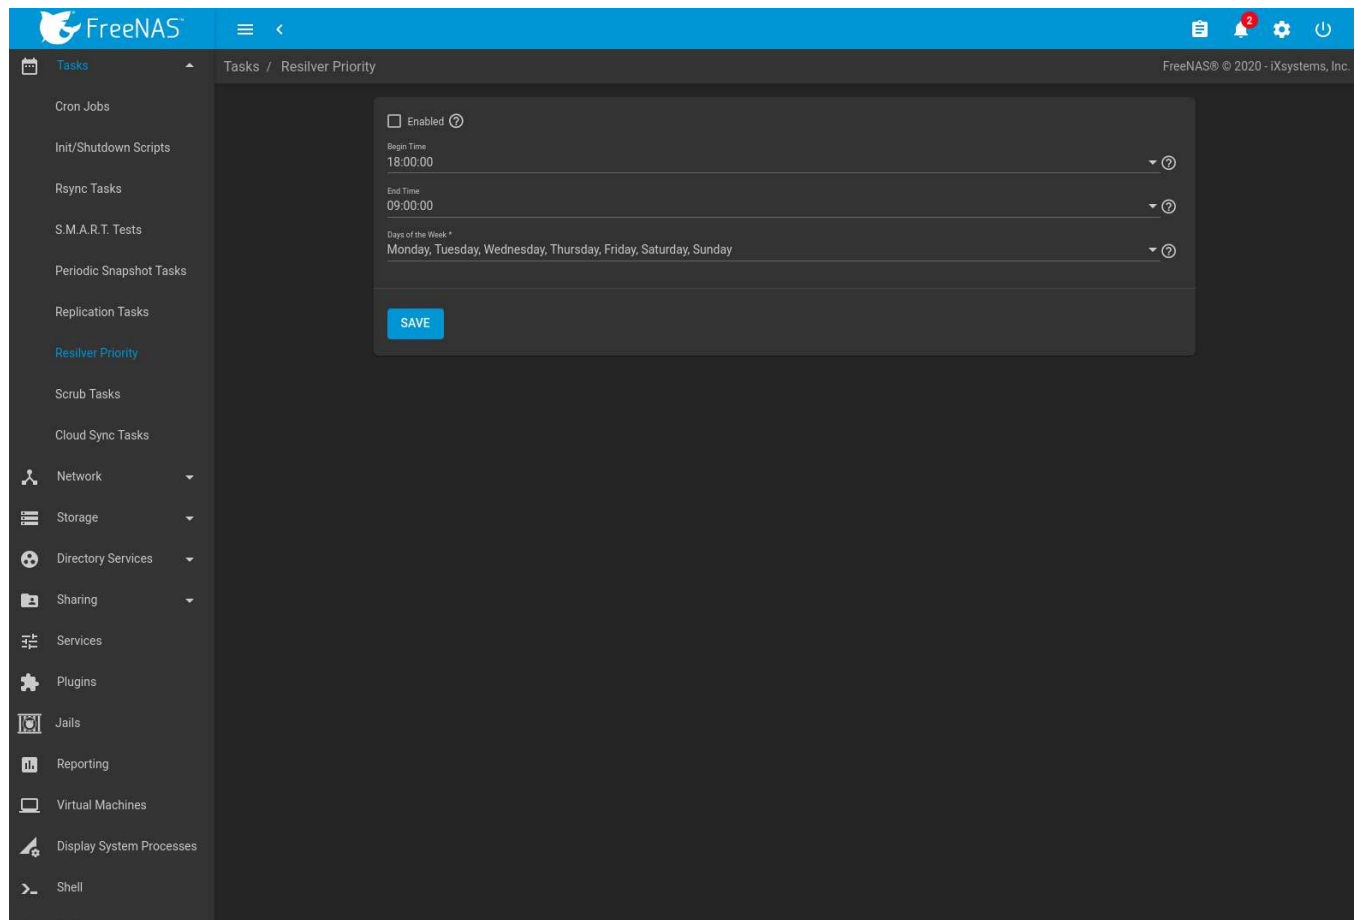 FreeNAS™
2
Tasks
Tasks / Resilver Priority
FreeNAS® © 2020 - iXsystems, Inc.
Cron Jobs
Init/Shutdown Scripts
Rsync Tasks
S.M.A.R.T. Tests
Periodic Snapshot Tasks
Replication Tasks
Resilver Priority
Scrub Tasks
Cloud Sync Tasks
Network
Storage
Directory Services
Sharing
Services
Plugins
Jails
Reporting
Virtual Machines
Display System Processes
Shell
Enabled
Begin Time
18:00:00
End Time
09:00:00
Days of the Week *
Monday, Tuesday, Wednesday, Thursday, Friday, Saturday, Sunday
SAVE